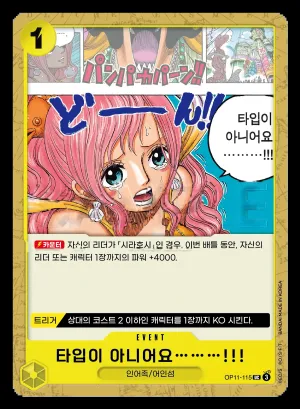 1
パンパカパーン!!
どーん!!
타입이
아니어요
………!!!
카운터 자신의 리더가 「시라호시」인 경우, 이번 배틀 동안, 자신의
리더 또는 캐릭터 1장까지의 파워 +4000.
트리거 상대의 코스트 2 이하인 캐릭터를 1장까지 KO 시킨다.
EVENT
타입이 아니어요………!!!
인어족/어인섬
OP11-115 UC 3